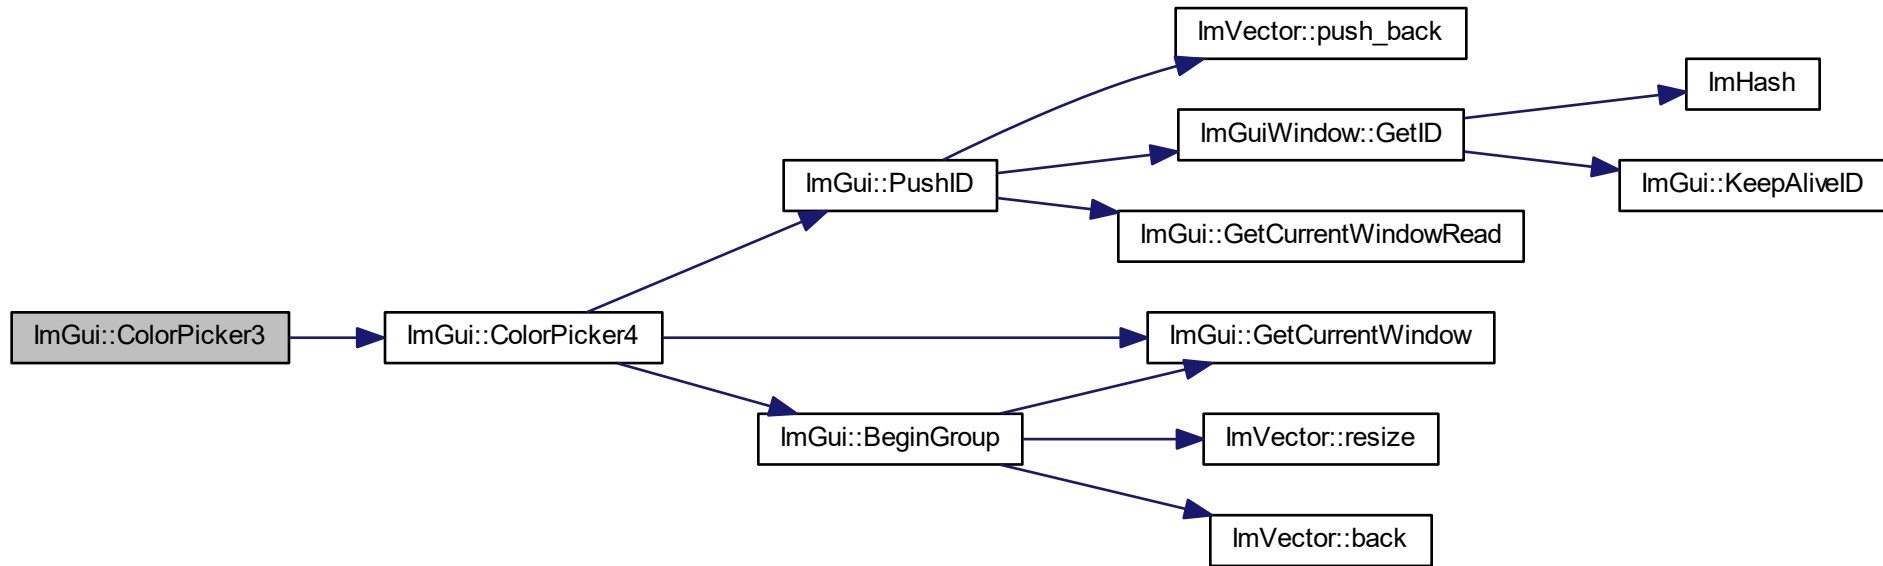 ImVector::push_back
ImHash
ImGuiWindow::GetID
ImGui::PushID
ImGui::KeepAliveID
ImGui::GetCurrentWindowRead
ImGui::ColorPicker3
ImGui::ColorPicker4
ImGui::GetCurrentWindow
ImGui::BeginGroup
ImVector::resize
ImVector::back